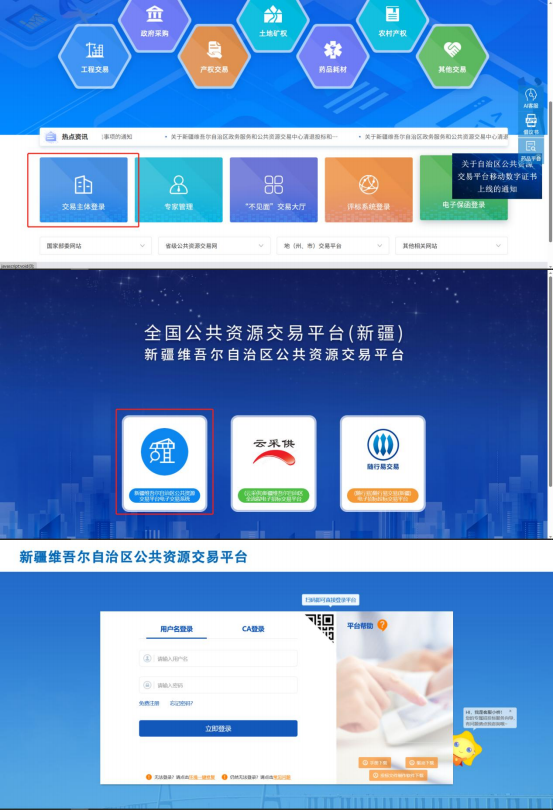 政府采购
土地矿权
农村产权
工程交易
产权交易
药品耗材
其他交易
AI客服
热点资讯
事项的通知
• 关于新疆维吾尔自治区政务服务和公共资源交易中心清退投标和…
• 关于新疆维吾尔自治区政务服务和公共资源交易中心清退
关于自治区公共资源
交易平台移动数字证书
上线的通知
交易主体登录
专家管理
“不见面”交易大厅
评标系统登录
电子保函登录
国家部委网站
省级公共资源交易网
地（州、市）交易平台
其他相关网站
全国公共资源交易平台(新疆)
新疆维吾尔自治区公共资源交易平台
云采供
随行易交易
新疆维吾尔自治区公共资源
交易平台电子交易系统
新疆维吾尔自治区公共资源交易平台
扫码即可直接登录平台
用户名登录
CA登录
平台帮助
请输入用户名
请输入密码
免费注册
忘记密码？
立即登录